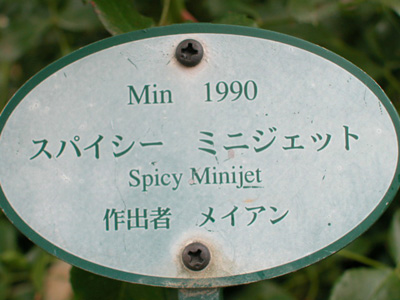 Min 1990
スパイシー ミニジェット
Spicy Minijet
作出者 メイアン